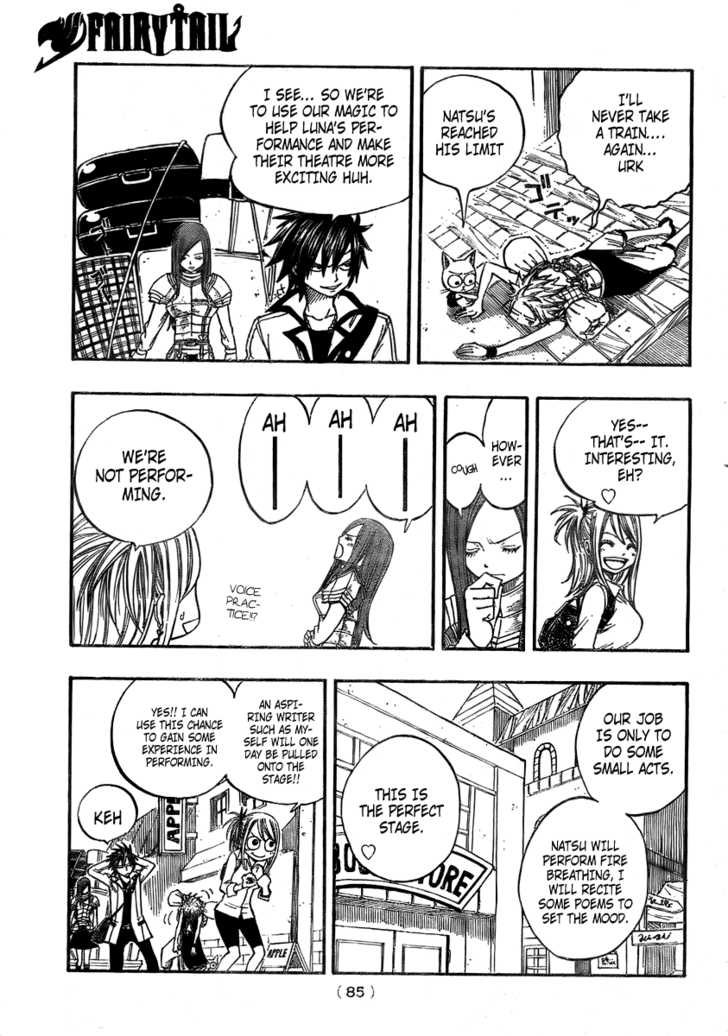 FAIRY TAIL
I'LL
NEVER TAKE
A TRAIN....
AGAIN...
URK
NATSU'S
REACHED
HIS LIMIT
I SEE... SO WE'RE
TO USE OUR MAGIC TO
HELP LUNA'S PER-
FORMANCE AND MAKE
THEIR THEATRE MORE
EXCITING HUH.
YES--
THAT'S-- IT.
INTERESTING,
EH?
HOW-
EVER
...
COUGH
AH
AH
AH
VOICE
PRAC-
TICE!?
WE'RE
NOT PERFOR-
MING.
OUR JOB
IS ONLY TO
DO SOME
SMALL ACTS.
NATSU WILL
PERFORM FIRE
BREATHING, I
WILL RECITE
SOME POEMS TO
SET THE MOOD.
THIS IS
THE PERFECT
STAGE.
AN ASPI-
RING WRITER
SUCH AS MY-
SELF WILL ONE
DAY BE PULLED
ONTO THE
STAGE!!
YES!! I CAN
USE THIS CHANCE
TO GAIN SOME
EXPERIENCE IN
PERFORMING.
KEH
APPLE
( 85 )